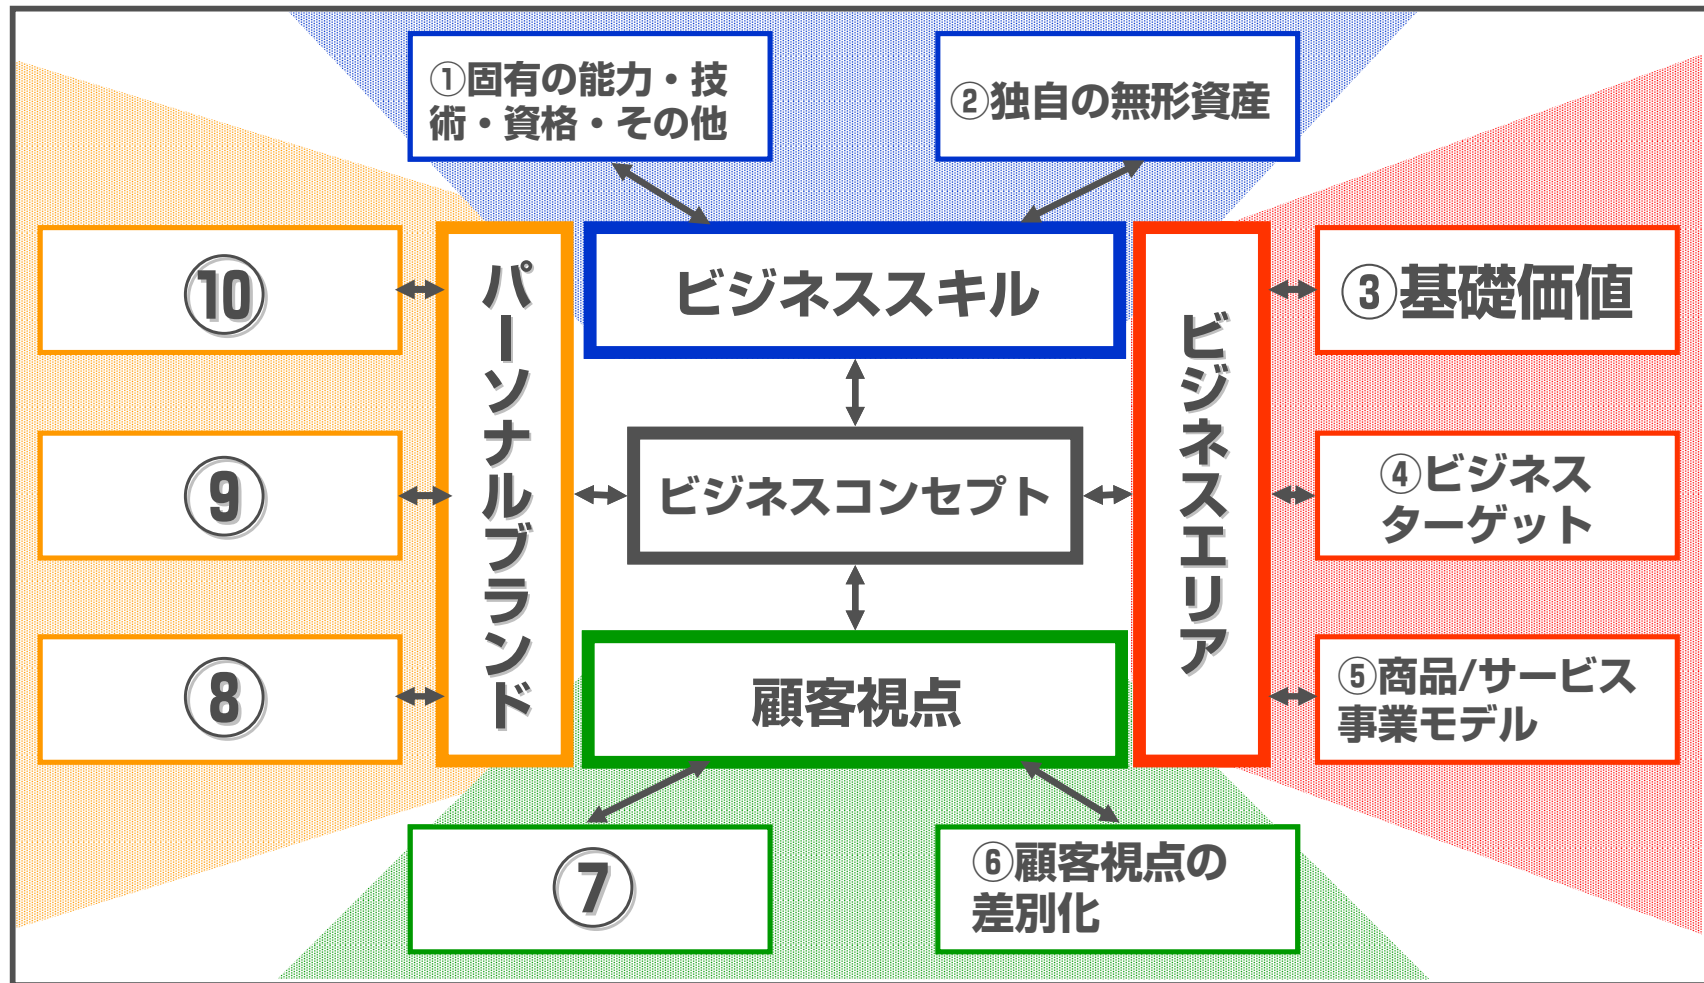 ①固有の能力・技
術・資格・その他
②独自の無形資産
⑩
パーソナルブランド
ビジネススキル
ビジネスエリア
③基礎価値
⑨
ビジネスコンセプト
④ビジネス
ターゲット
⑧
顧客視点
⑤商品/サービス
事業モデル
⑦
⑥顧客視点の
差別化